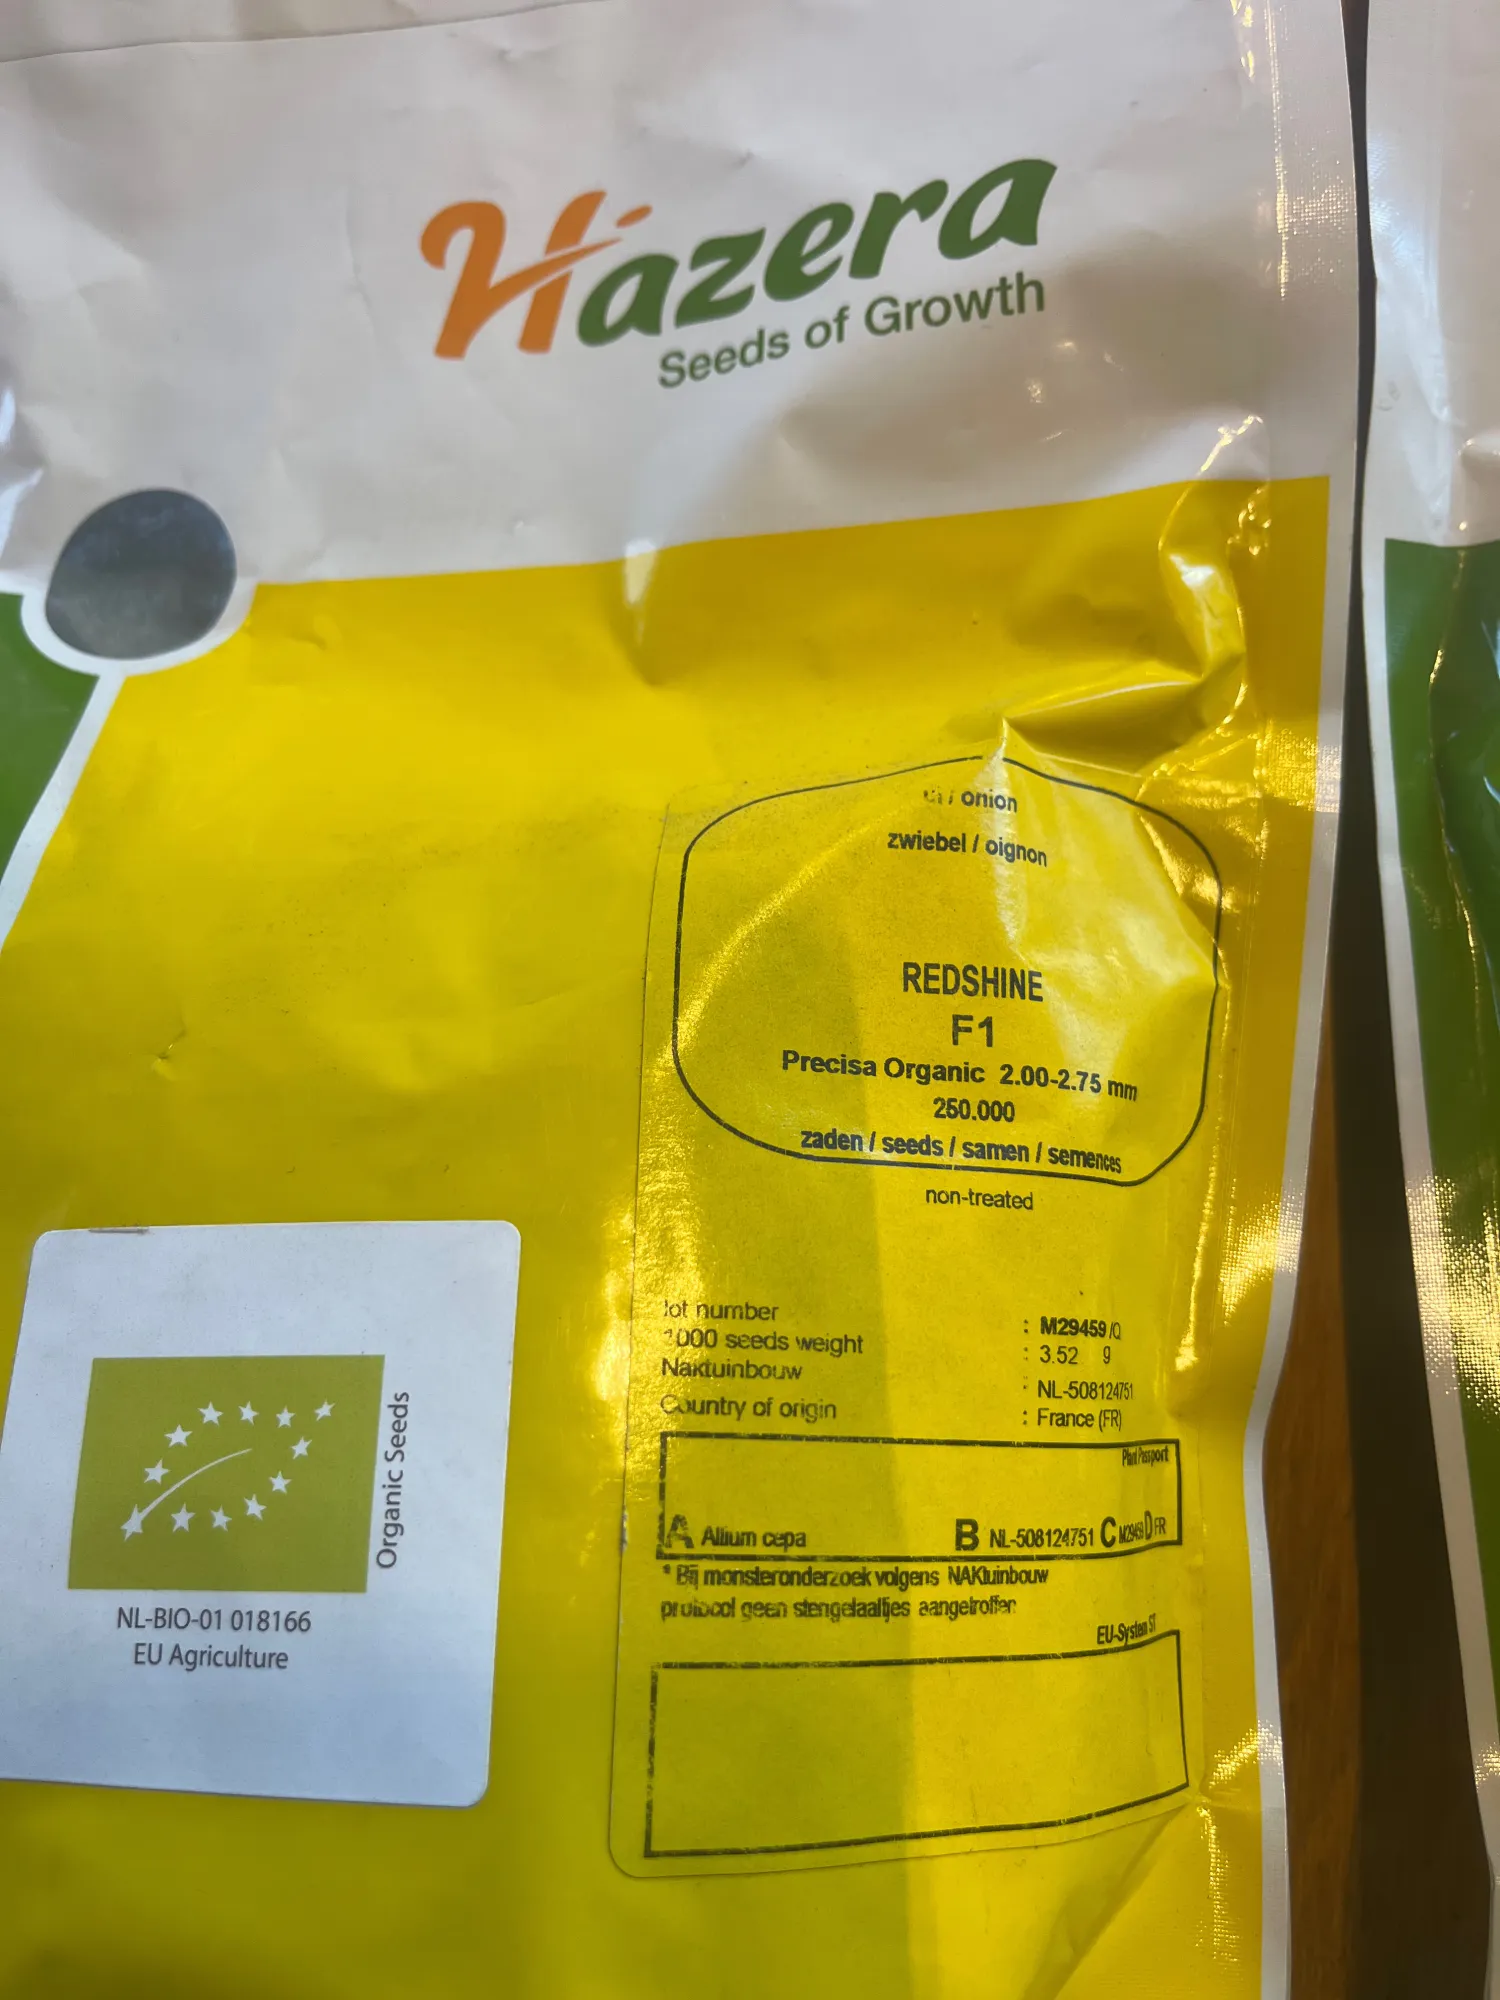 Hazera
Seeds of Growth
ui / onion
zwiebel / oignon
REDSHINE
F1
Precisa Organic 2.00-2.75 mm
250.000
zaden / seeds / samen / semences
non-treated
lot number : M29459 /Q
1000 seeds weight : 3.52 g
Naktuinbouw : NL-508124751
Country of origin : France (FR)
Plant Passport
A Allium cepa B NL-508124751 C M29459 D FR
* Bij monsteronderzoek volgens NAKtuinbouw
protocol geen stengelaaltjes aangetroffen
EU-System ST
Organic Seeds
NL-BIO-01 018166
EU Agriculture